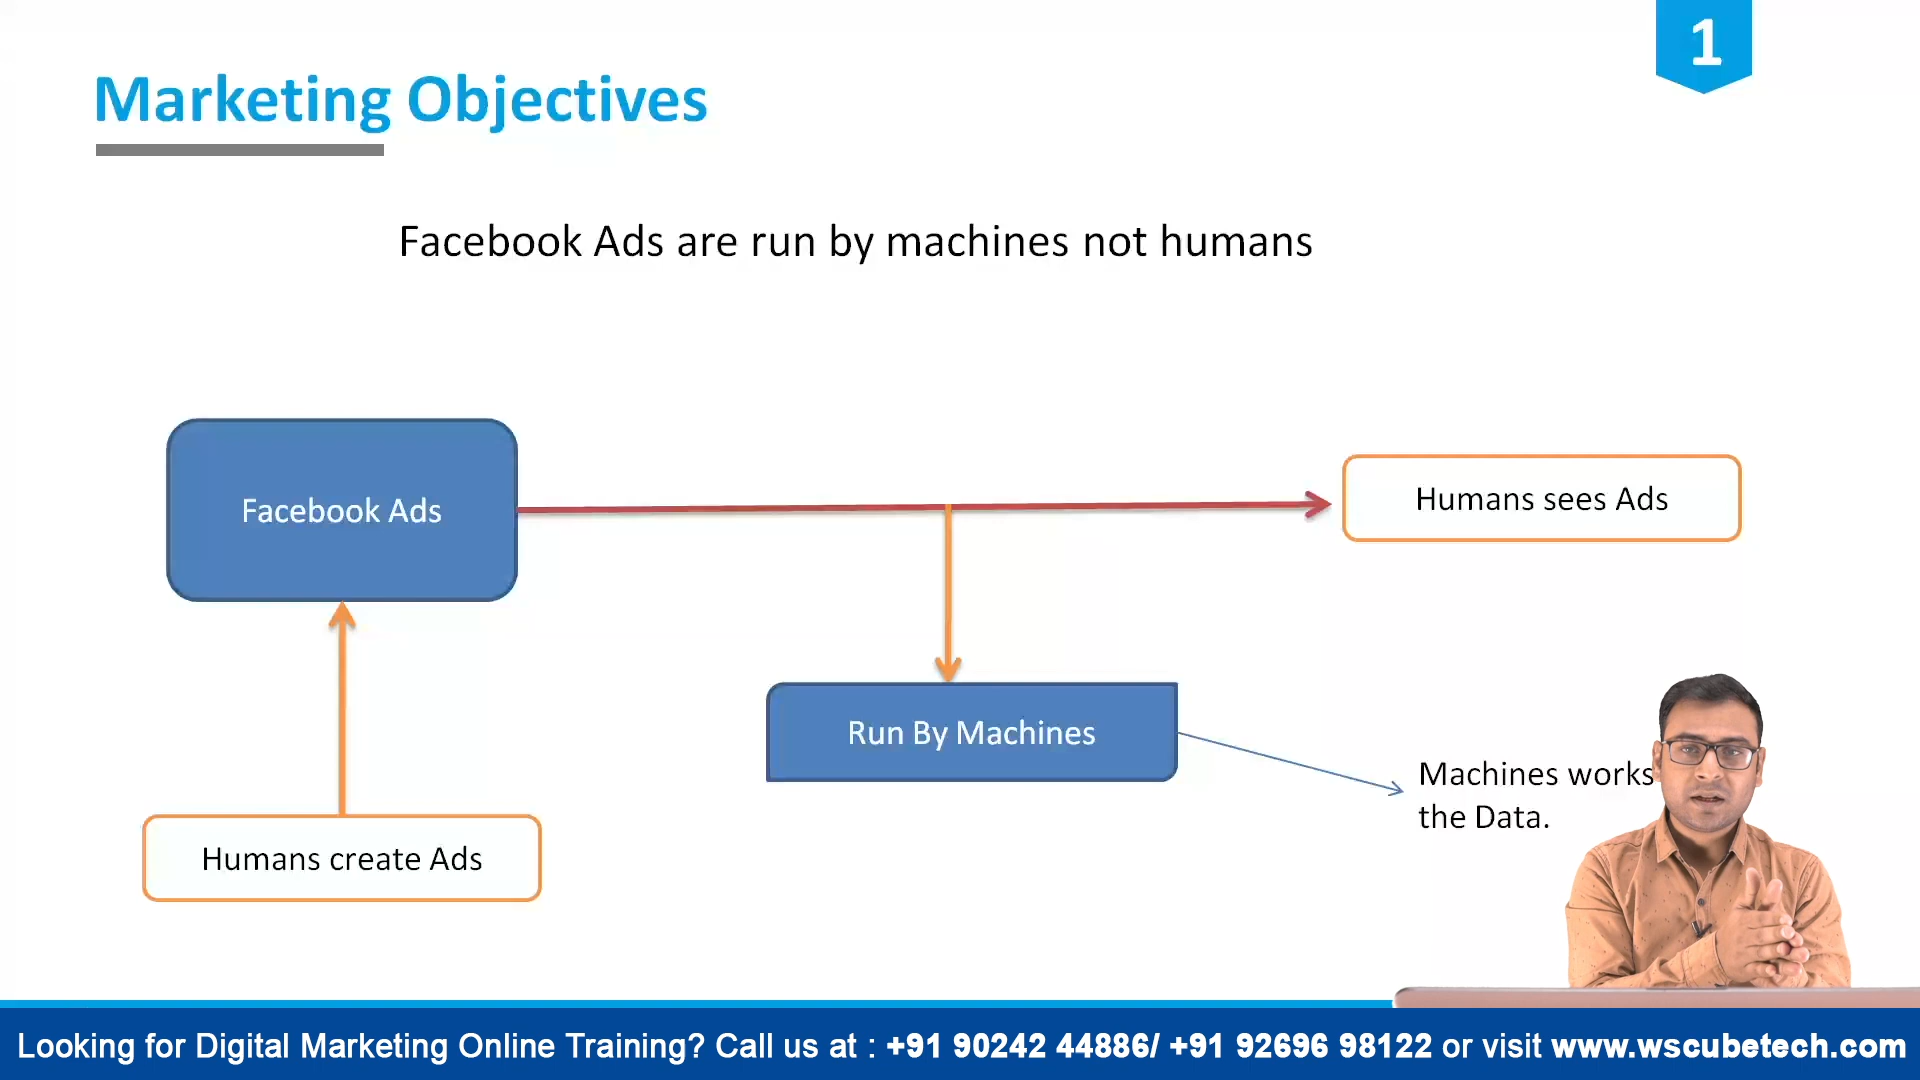 1
Marketing Objectives
Facebook Ads are run by machines not humans
Facebook Ads
Humans sees Ads
Run By Machines
Machines works
the Data.
Humans create Ads
Looking for Digital Marketing Online Training? Call us at : +91 90242 44886/ +91 92696 98122 or visit www.wscubetech.com